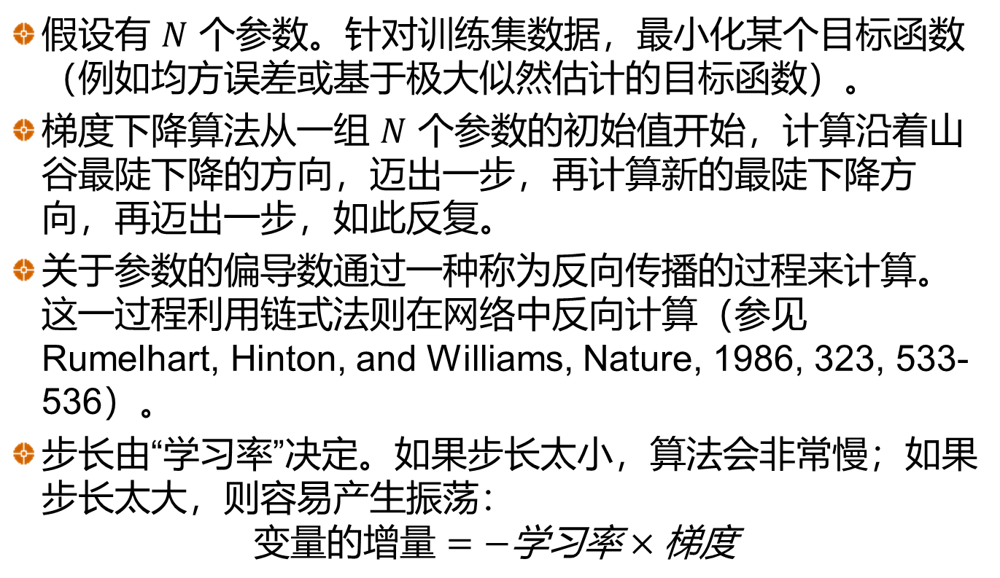 假设有 N 个参数。针对训练集数据，最小化某个目标函数
（例如均方误差或基于极大似然估计的目标函数）。
梯度下降算法从一组 N 个参数的初始值开始，计算沿着山
谷最陡下降的方向，迈出一步，再计算新的最陡下降方
向，再迈出一步，如此反复。
关于参数的偏导数通过一种称为反向传播的过程来计算。
这一过程利用链式法则在网络中反向计算（参见
Rumelhart, Hinton, and Williams, Nature, 1986, 323, 533-
536）。
步长由“学习率”决定。如果步长太小，算法会非常慢；如果
步长太大，则容易产生振荡：
变量的增量 = −学习率 × 梯度